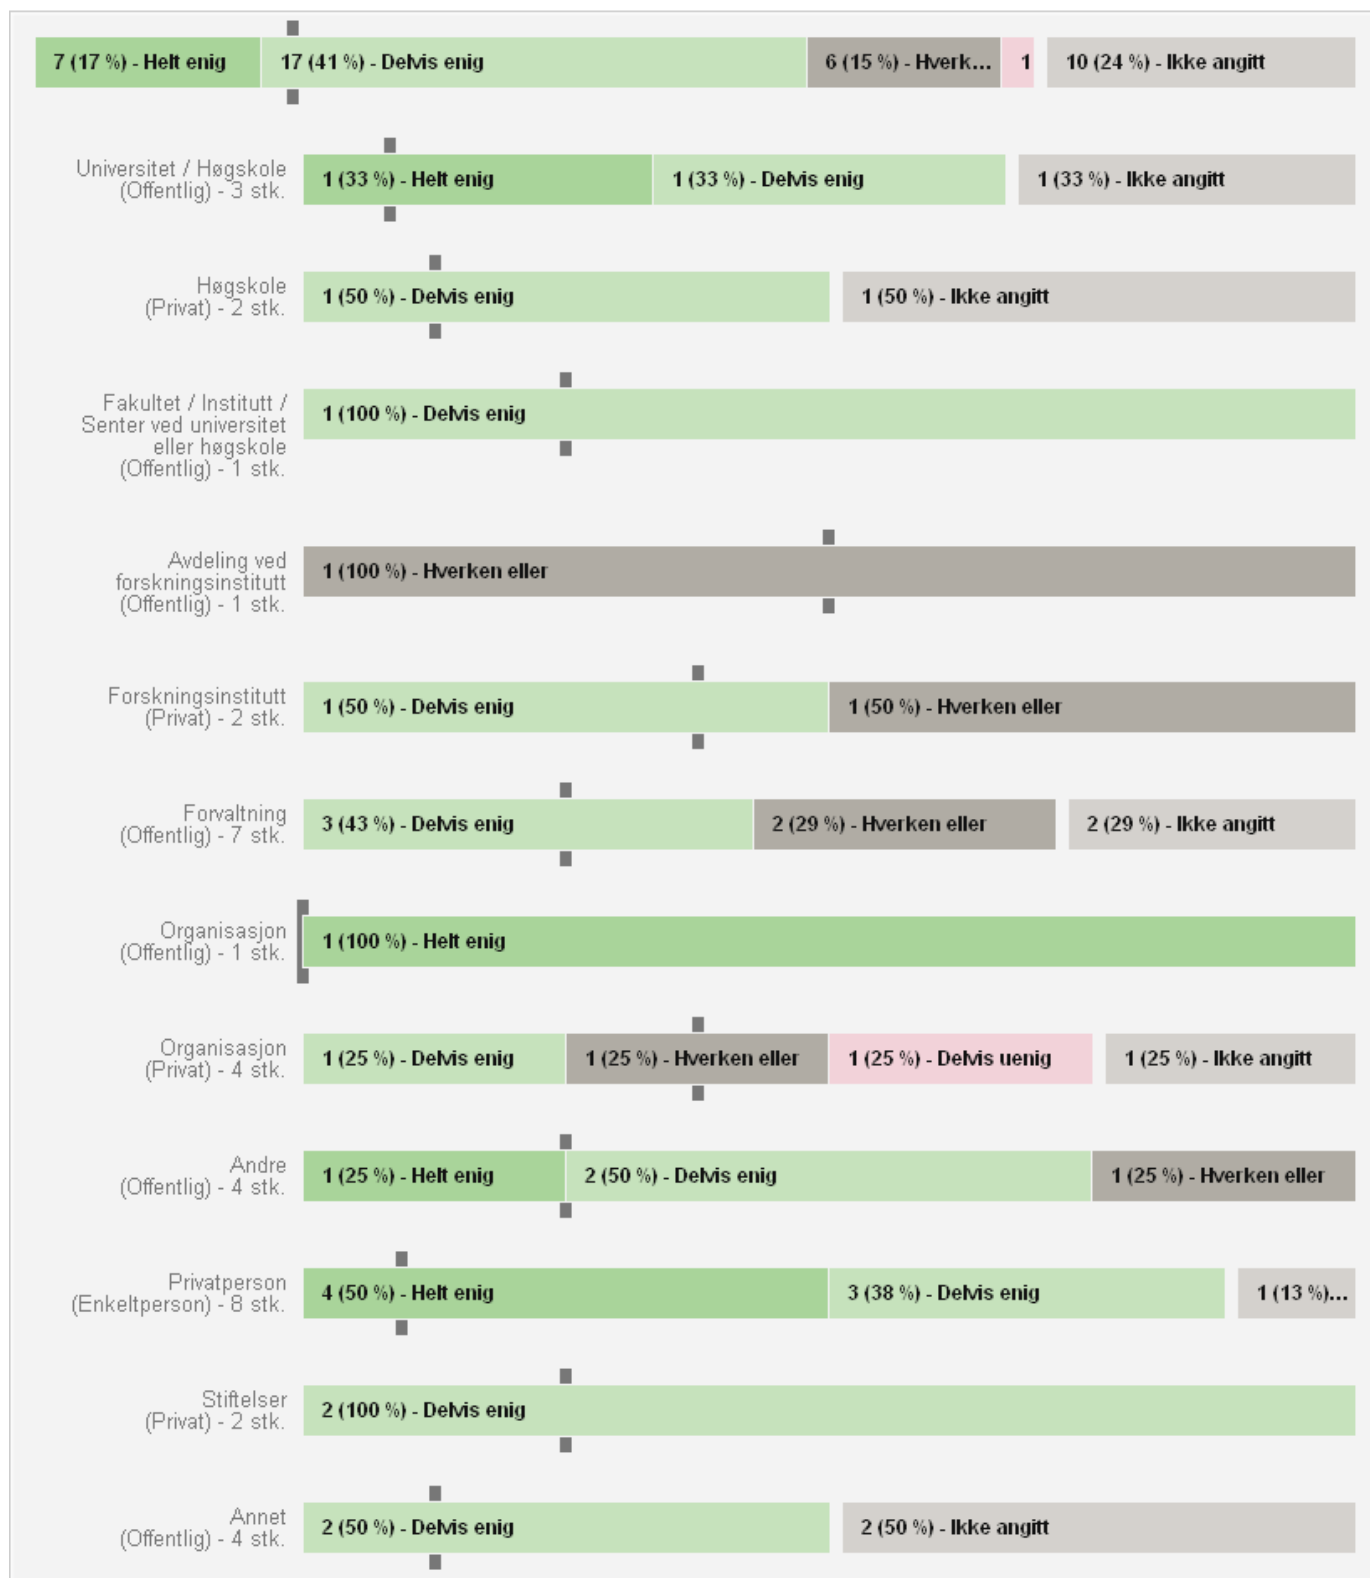 7 (17 %) - Helt enig 17 (41 %) - Delvis enig 6 (15 %) - Hverk... 1 10 (24 %) - Ikke angitt
Universitet / Høgskole
(Offentlig) - 3 stk.
1 (33 %) - Helt enig 1 (33 %) - Delvis enig 1 (33 %) - Ikke angitt
Høgskole
(Privat) - 2 stk.
1 (50 %) - Delvis enig 1 (50 %) - Ikke angitt
Fakultet / Institutt /
Senter ved universitet
eller høgskole
(Offentlig) - 1 stk.
1 (100 %) - Delvis enig
Avdeling ved
forskningsinstitutt
(Offentlig) - 1 stk.
1 (100 %) - Hverken eller
Forskningsinstitutt
(Privat) - 2 stk.
1 (50 %) - Delvis enig 1 (50 %) - Hverken eller
Forvaltning
(Offentlig) - 7 stk.
3 (43 %) - Delvis enig 2 (29 %) - Hverken eller 2 (29 %) - Ikke angitt
Organisasjon
(Offentlig) - 1 stk.
1 (100 %) - Helt enig
Organisasjon
(Privat) - 4 stk.
1 (25 %) - Delvis enig 1 (25 %) - Hverken eller 1 (25 %) - Delvis uenig 1 (25 %) - Ikke angitt
Andre
(Offentlig) - 4 stk.
1 (25 %) - Helt enig 2 (50 %) - Delvis enig 1 (25 %) - Hverken eller
Privatperson
(Enkeltperson) - 8 stk.
4 (50 %) - Helt enig 3 (38 %) - Delvis enig 1 (13 %)...
Stiftelser
(Privat) - 2 stk.
2 (100 %) - Delvis enig
Annet
(Offentlig) - 4 stk.
2 (50 %) - Delvis enig 2 (50 %) - Ikke angitt